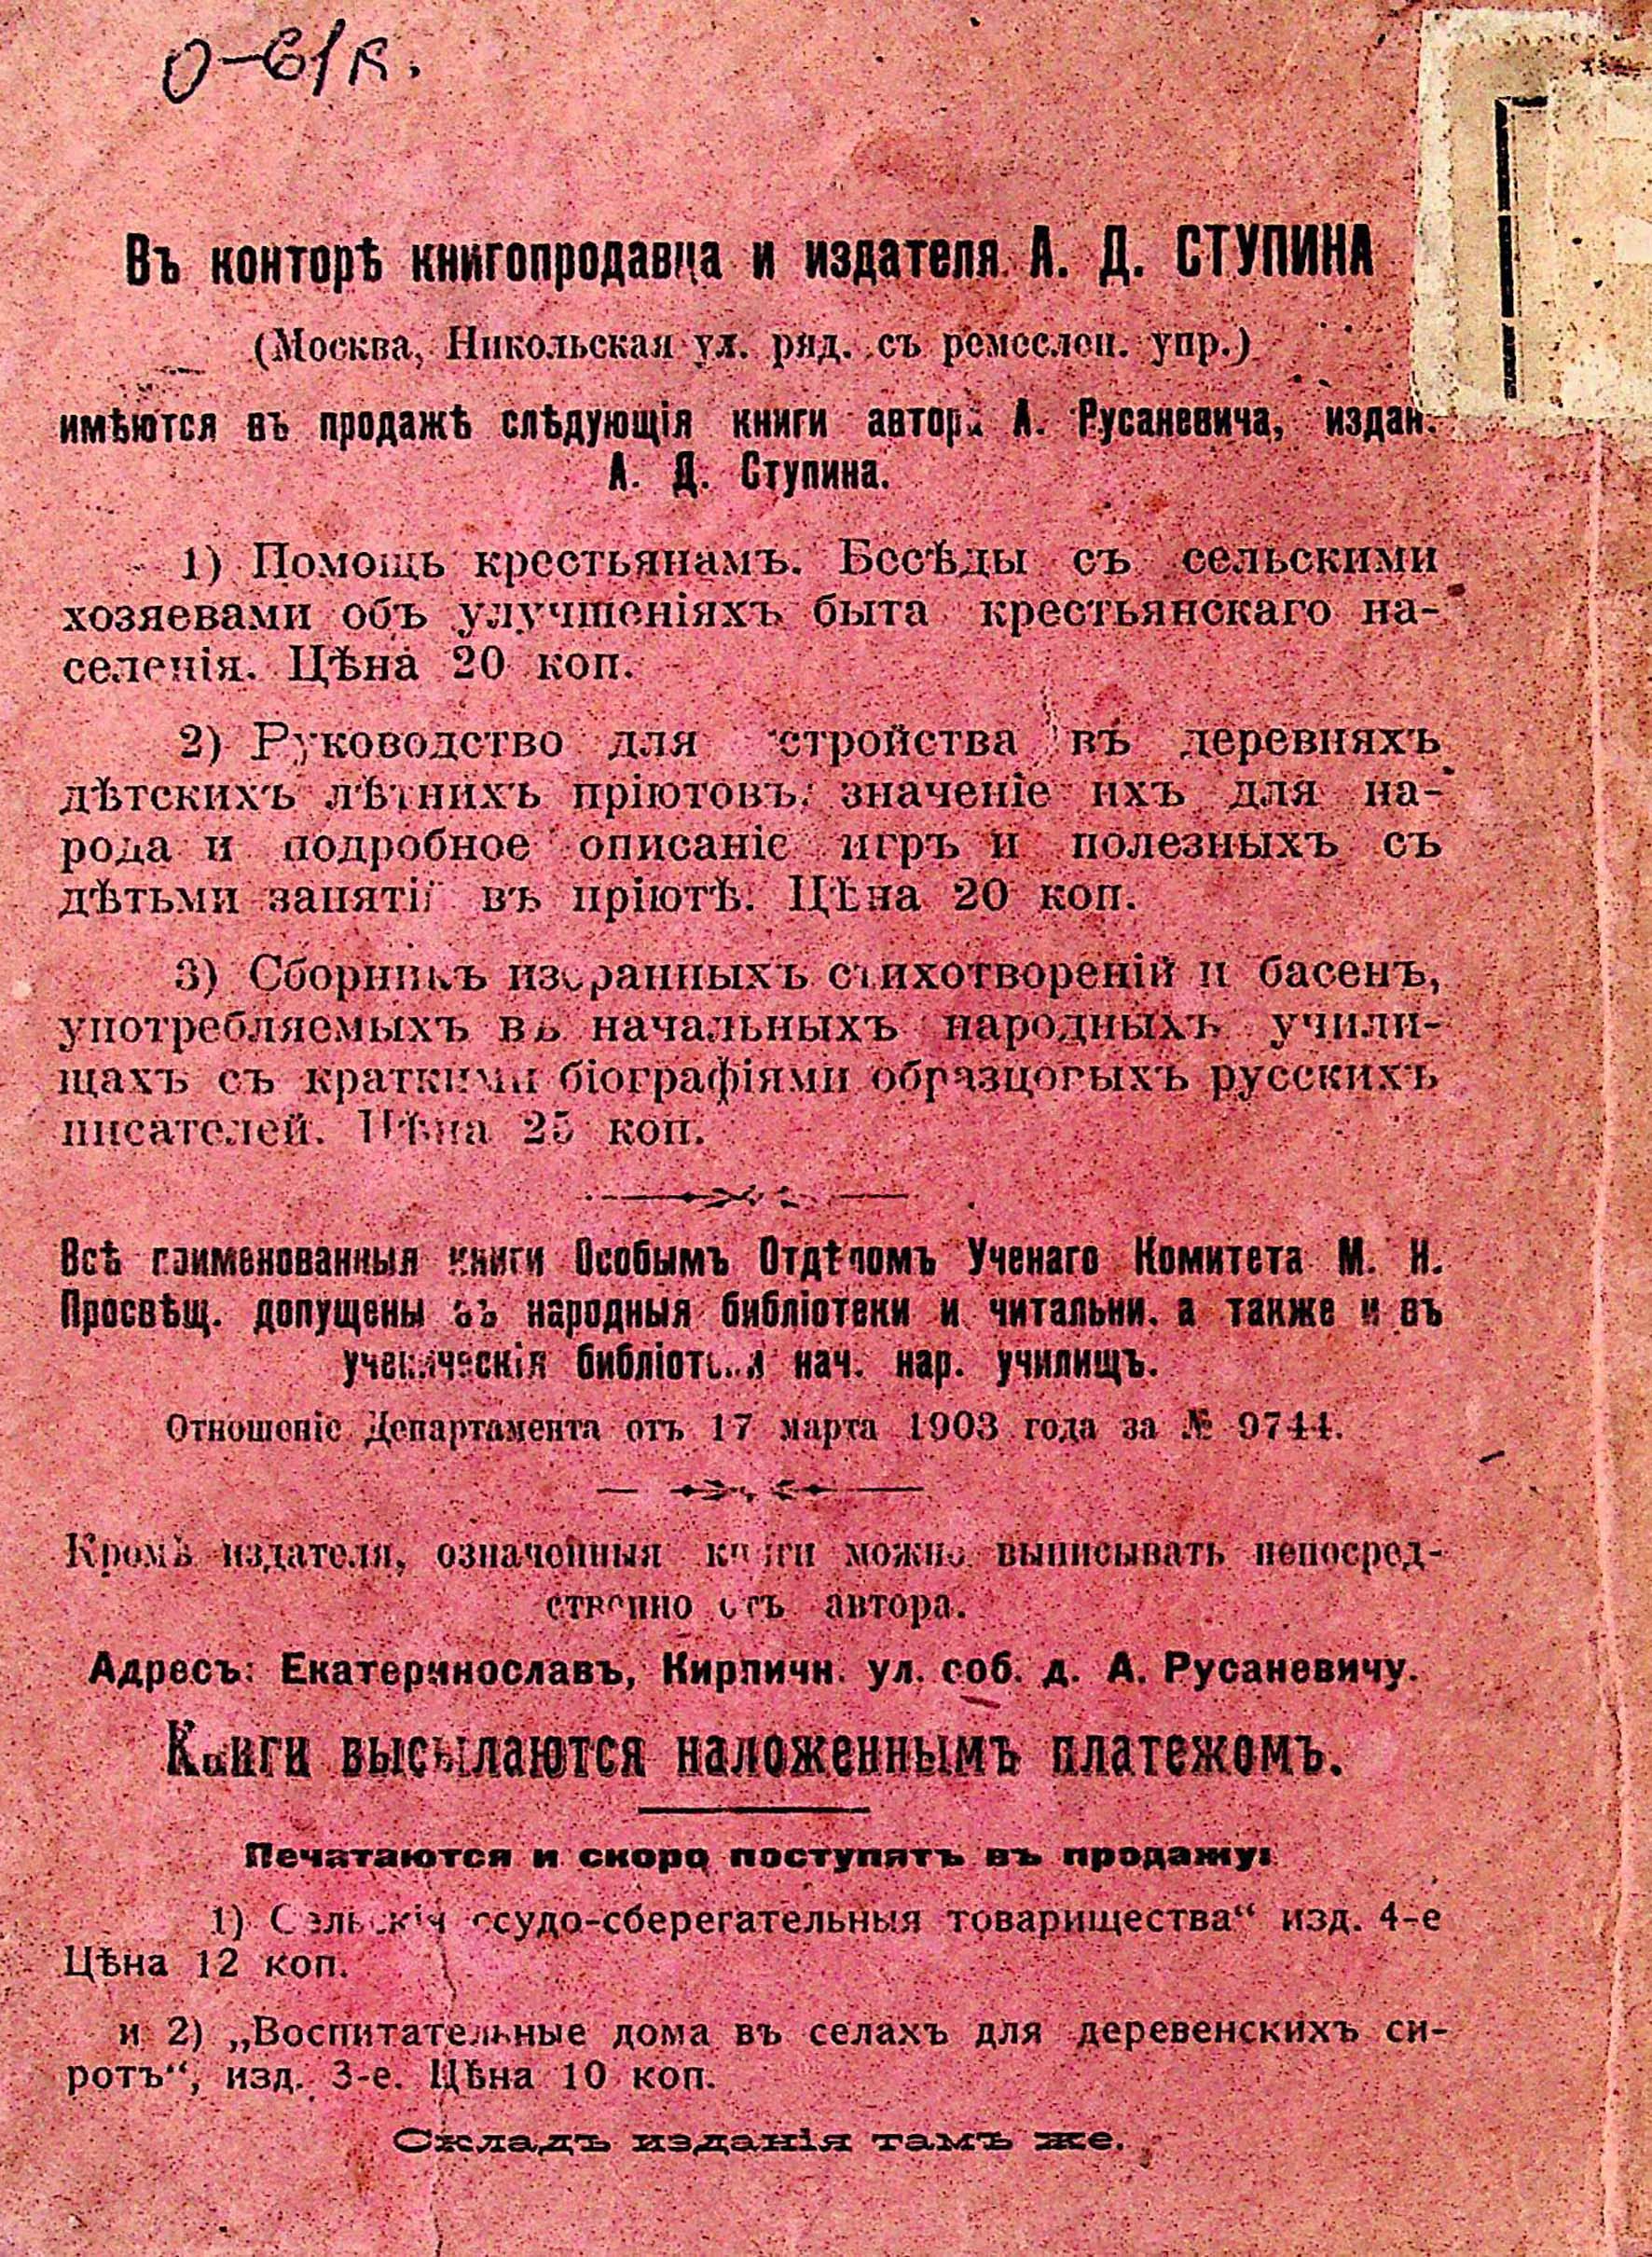 Въ конторѣ книгопродавца и издателя А. Д. СТУПИНА
(Москва, Никольская ул. ряд. съ ремеслен. упр.)
имѣются въ продажѣ слѣдующія книги автора А. Русаневича, издан.
А. Д. Ступина.
1) Помощь крестьянамъ. Бесѣды съ сельскими
хозяевами объ улучшеніяхъ быта крестьянскаго на-
селенія. Цѣна 20 коп.
2) Руководство для устройства въ деревняхъ
дѣтскихъ лѣтнихъ пріютовъ: значеніе ихъ для на-
рода и подробное описаніе игръ и полезныхъ съ
дѣтьми занятій въ пріютѣ. Цѣна 20 коп.
3) Сборникъ избранныхъ стихотвореній и басенъ,
употребляемыхъ въ начальныхъ народныхъ учили-
щахъ съ краткими біографіями образцовыхъ русскихъ
писателей. Цѣна 25 коп.
Всѣ поименованныя книги Особымъ Отдѣломъ Ученаго Комитета М. Н.
Просвѣщ. допущены въ народныя библіотеки и читальни. а также и въ
ученическія библіотеки нач. нар. училищъ.
Отношеніе Департамента отъ 17 марта 1903 года за № 9744.
Кромѣ издателя, означенныя книги можно выписывать непосред-
ственно отъ автора.
Адресъ: Екатеринославъ, Кирпичн. ул. соб. д. А. Русаневичу.
Книги высылаются наложеннымъ платежомъ.
Печатаются и скоро поступятъ въ продажу:
1) Сельскія ссудо-сберегательныя товарищества“ изд. 4-е
Цѣна 12 коп.
и 2) „Воспитательные дома въ селахъ для деревенскихъ си-
ротъ“, изд. 3-е. Цѣна 10 коп.
Складъ изданія тамъ же.